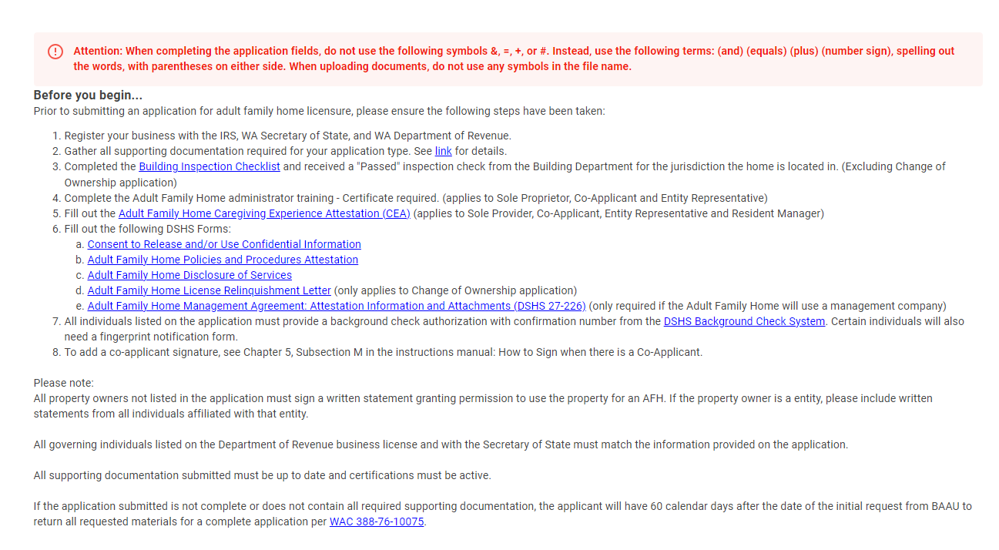 Attention: When completing the application fields, do not use the following symbols &, =, +, or #. Instead, use the following terms: (and) (equals) (plus) (number sign), spelling out
the words, with parentheses on either side. When uploading documents, do not use any symbols in the file name.
Before you begin...
Prior to submitting an application for adult family home licensure, please ensure the following steps have been taken:
1. Register your business with the IRS, WA Secretary of State, and WA Department of Revenue.
2. Gather all supporting documentation required for your application type. See link for details.
3. Completed the Building Inspection Checklist and received a "Passed" inspection check from the Building Department for the jurisdiction the home is located in. (Excluding Change of
Ownership application)
4. Complete the Adult Family Home administrator training - Certificate required. (applies to Sole Proprietor, Co-Applicant and Entity Representative)
5. Fill out the Adult Family Home Caregiving Experience Attestation (CEA) (applies to Sole Provider, Co-Applicant, Entity Representative and Resident Manager)
6. Fill out the following DSHS Forms:
a. Consent to Release and/or Use Confidential Information
b. Adult Family Home Policies and Procedures Attestation
c. Adult Family Home Disclosure of Services
d. Adult Family Home License Relinquishment Letter (only applies to Change of Ownership application)
e. Adult Family Home Management Agreement: Attestation Information and Attachments (DSHS 27-226) (only required if the Adult Family Home will use a management company)
7. All individuals listed on the application must provide a background check authorization with confirmation number from the DSHS Background Check System. Certain individuals will also
need a fingerprint notification form.
8. To add a co-applicant signature, see Chapter 5, Subsection M in the instructions manual: How to Sign when there is a Co-Applicant.
Please note:
All property owners not listed in the application must sign a written statement granting permission to use the property for an AFH. If the property owner is a entity, please include written
statements from all individuals affiliated with that entity.
All governing individuals listed on the Department of Revenue business license and with the Secretary of State must match the information provided on the application.
All supporting documentation submitted must be up to date and certifications must be active.
If the application submitted is not complete or does not contain all required supporting documentation, the applicant will have 60 calendar days after the date of the initial request from BAAU to
return all requested materials for a complete application per WAC 388-76-10075.